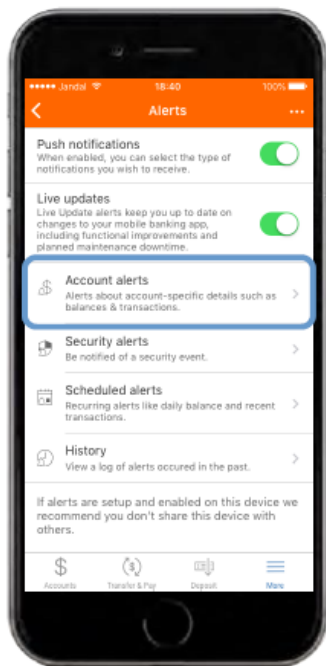 Jandal 18:40 100%
Alerts
Push notifications
When enabled, you can select the type of
notifications you wish to receive.
Live updates
Live Update alerts keep you up to date on
changes to your mobile banking app,
including functional improvements and
planned maintenance downtime.
Account alerts
Alerts about account-specific details such as
balances & transactions.
Security alerts
Be notified of a security event.
Scheduled alerts
Recurring alerts like daily balance and recent
transactions.
History
View a log of alerts occured in the past.
If alerts are setup and enabled on this device we
recommend you don't share this device with
others.
Accounts Transfer & Pay Deposit More